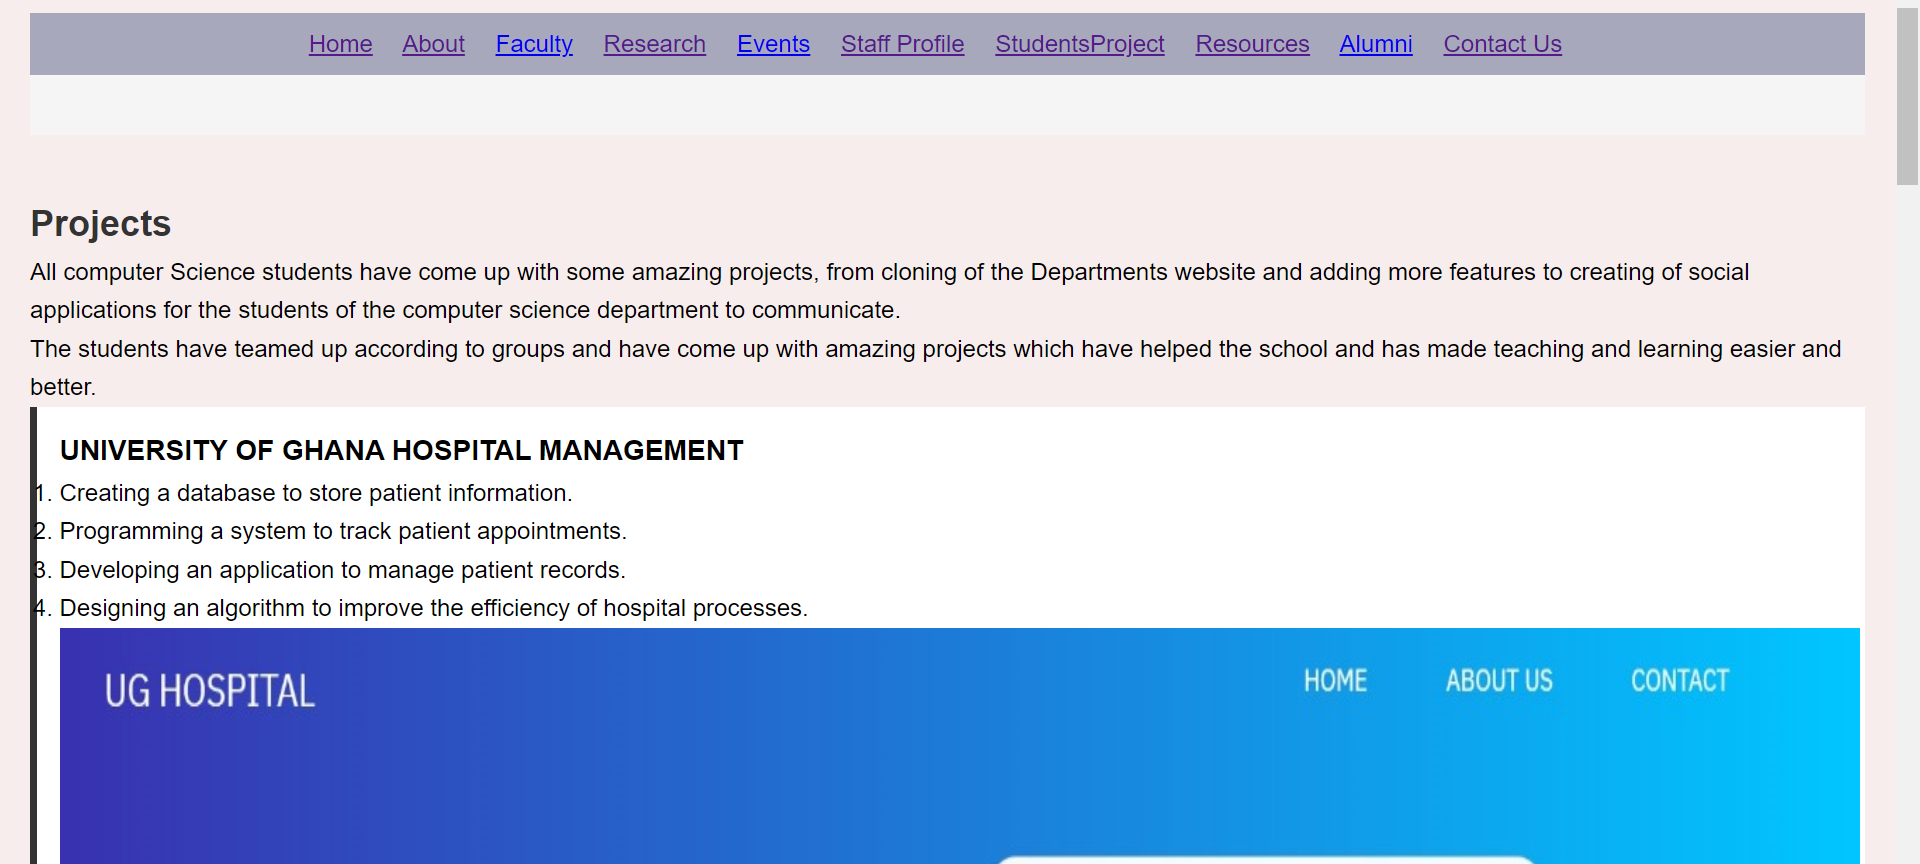 Home About Faculty Research Events Staff Profile StudentsProject Resources Alumni Contact Us
Projects
All computer Science students have come up with some amazing projects, from cloning of the Departments website and adding more features to creating of social
applications for the students of the computer science department to communicate.
The students have teamed up according to groups and have come up with amazing projects which have helped the school and has made teaching and learning easier and
better.
UNIVERSITY OF GHANA HOSPITAL MANAGEMENT
1. Creating a database to store patient information.
2. Programming a system to track patient appointments.
3. Developing an application to manage patient records.
4. Designing an algorithm to improve the efficiency of hospital processes.
UG HOSPITAL HOME ABOUT US CONTACT